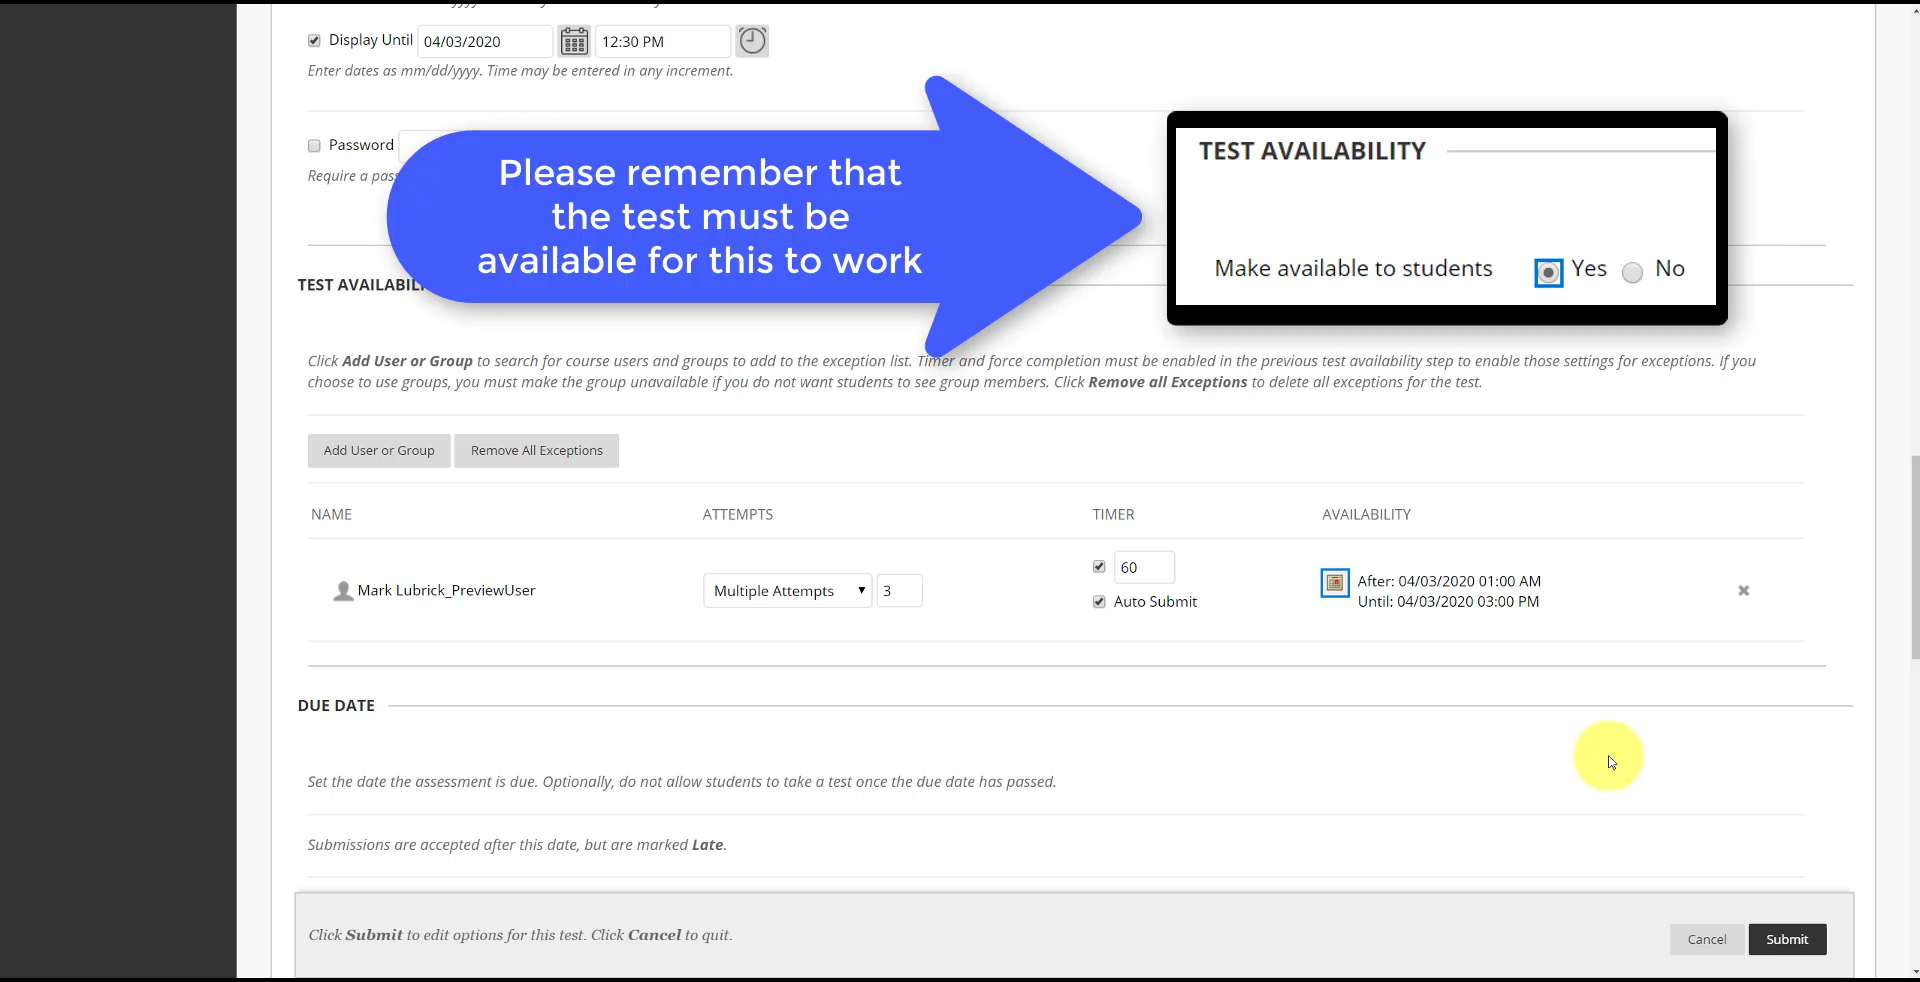 Display Until 04/03/2020 12:30 PM
Enter dates as mm/dd/yyyy. Time may be entered in any increment.
Password
Require a pas
Please remember that
the test must be
available for this to work
TEST AVAILABILITY
Make available to students Yes No
TEST AVAILABILI
Click Add User or Group to search for course users and groups to add to the exception list. Timer and force completion must be enabled in the previous test availability step to enable those settings for exceptions. If you
choose to use groups, you must make the group unavailable if you do not want students to see group members. Click Remove all Exceptions to delete all exceptions for the test.
Add User or Group Remove All Exceptions
NAME ATTEMPTS TIMER AVAILABILITY
Mark Lubrick_PreviewUser Multiple Attempts 3
60
Auto Submit
After: 04/03/2020 01:00 AM
Until: 04/03/2020 03:00 PM
DUE DATE
Set the date the assessment is due. Optionally, do not allow students to take a test once the due date has passed.
Submissions are accepted after this date, but are marked Late.
Click Submit to edit options for this test. Click Cancel to quit.
Cancel Submit